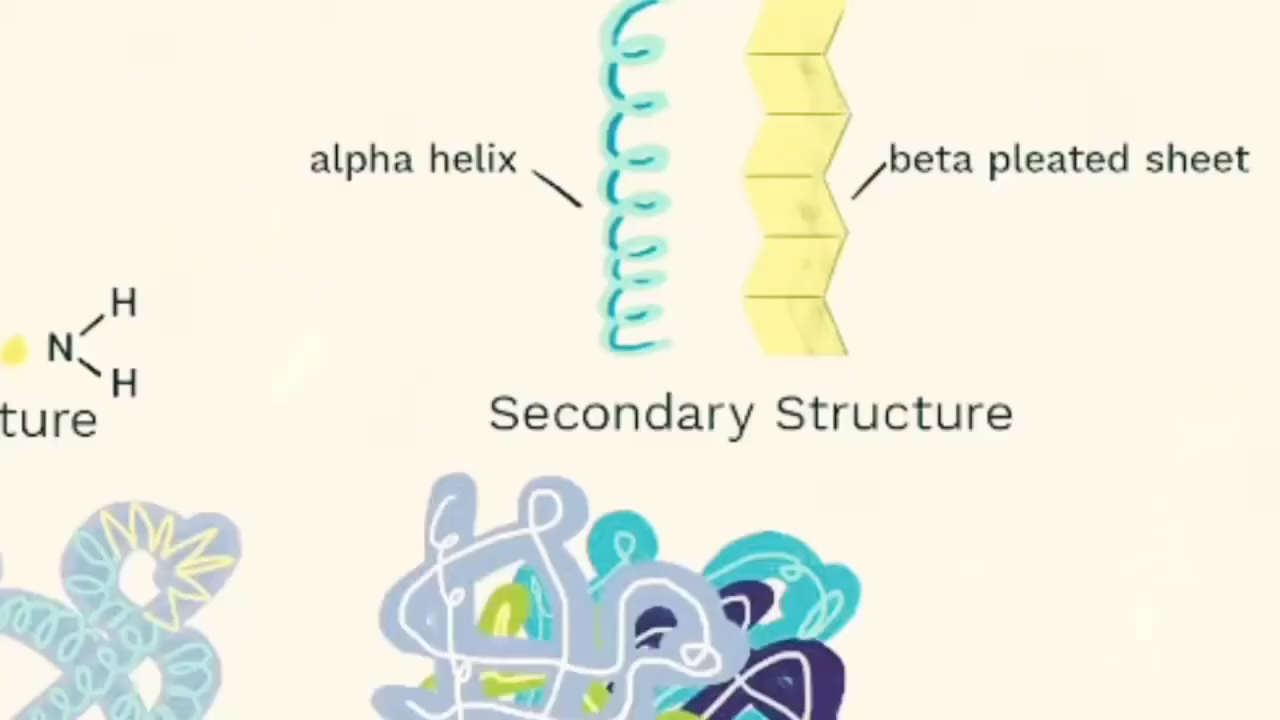 alpha helix
beta pleated sheet
H
N
H
ture
Secondary Structure